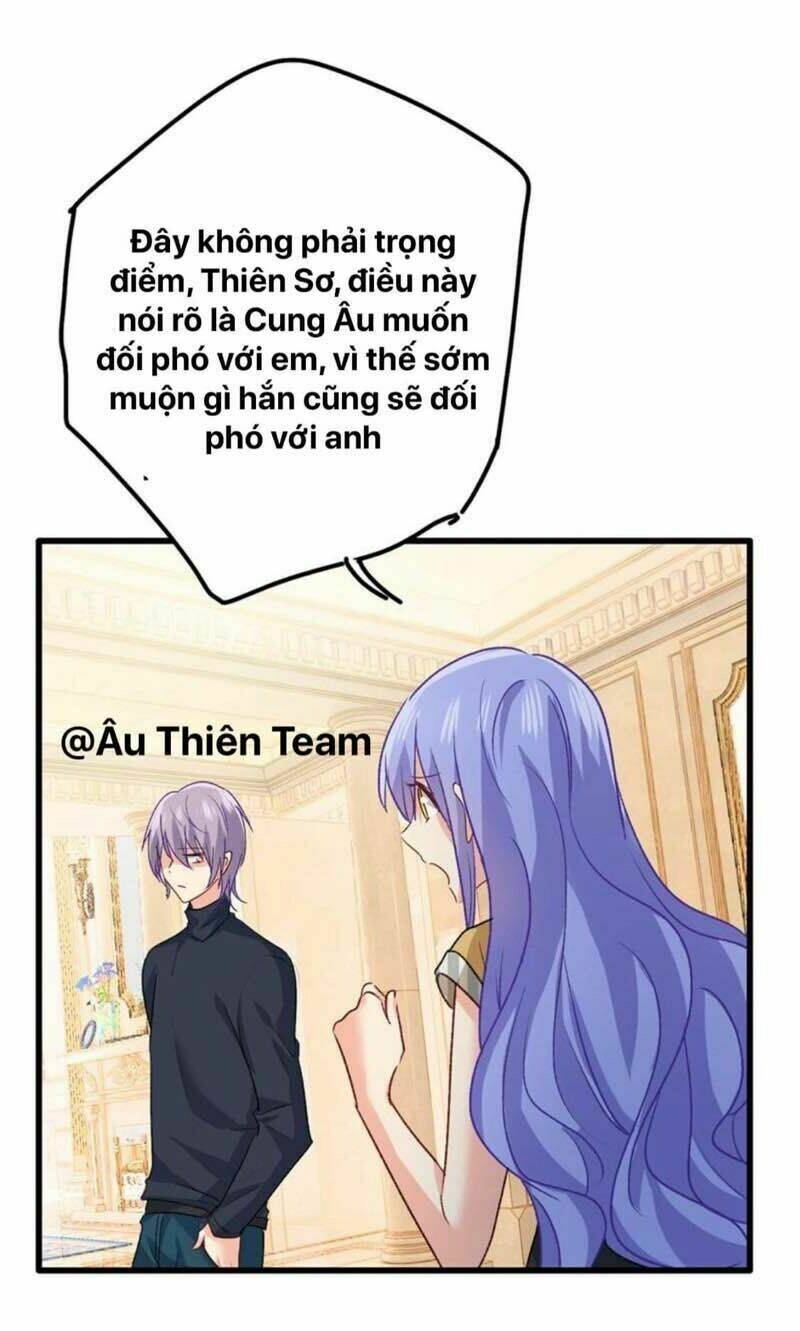 Đây không phải trọng
điểm, Thiên Sơ, điều này
nói rõ là Cung Âu muốn
đối phó với em, vì thế sớm
muộn gì hắn cũng sẽ đối
phó với anh
@Âu Thiên Team